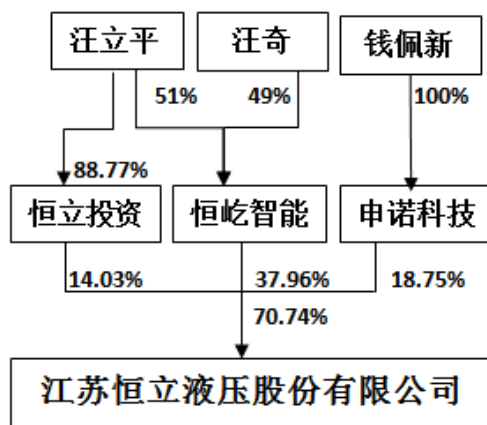 汪立平
汪奇
钱佩新
51%
49%
100%
88.77%
恒立投资
恒屹智能
申诺科技
14.03%
37.96%
18.75%
70.74%
江苏恒立液压股份有限公司